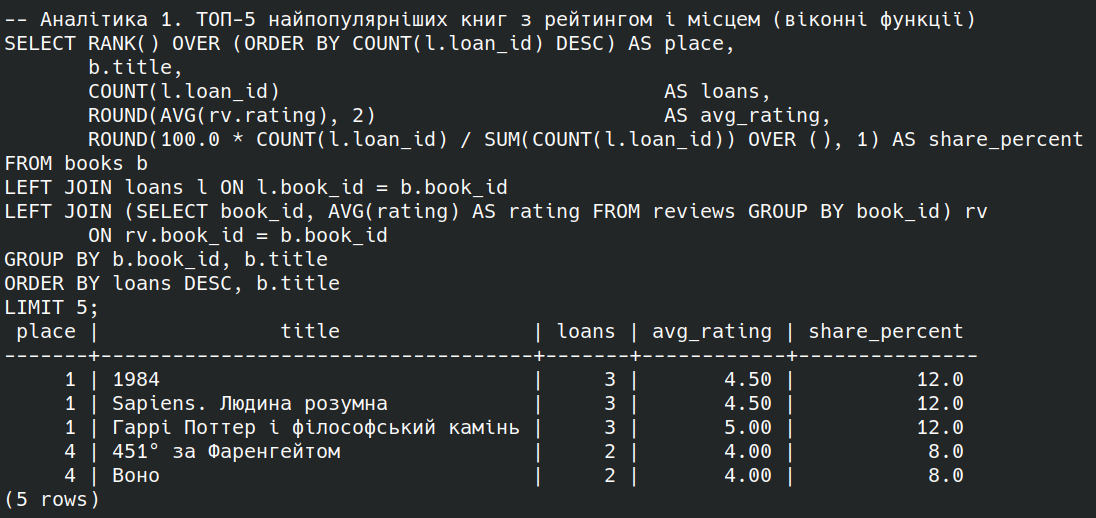 -- Аналітика 1. ТОП-5 найпопулярніших книг з рейтингом і місцем (віконні функції)
SELECT RANK() OVER (ORDER BY COUNT(l.loan_id) DESC) AS place,
       b.title,
       COUNT(l.loan_id)                                AS loans,
       ROUND(AVG(rv.rating), 2)                        AS avg_rating,
       ROUND(100.0 * COUNT(l.loan_id) / SUM(COUNT(l.loan_id)) OVER (), 1) AS share_percent
FROM books b
LEFT JOIN loans l ON l.book_id = b.book_id
LEFT JOIN (SELECT book_id, AVG(rating) AS rating FROM reviews GROUP BY book_id) rv
       ON rv.book_id = b.book_id
GROUP BY b.book_id, b.title
ORDER BY loans DESC, b.title
LIMIT 5;
 place |               title                | loans | avg_rating | share_percent
-------+------------------------------------+-------+------------+---------------
     1 | 1984                               |     3 |       4.50 |          12.0
     1 | Sapiens. Людина розумна            |     3 |       4.50 |          12.0
     1 | Гаррі Поттер і філософський камінь |     3 |       5.00 |          12.0
     4 | 451° за Фаренгейтом                |     2 |       4.00 |           8.0
     4 | Воно                               |     2 |       4.00 |           8.0
(5 rows)